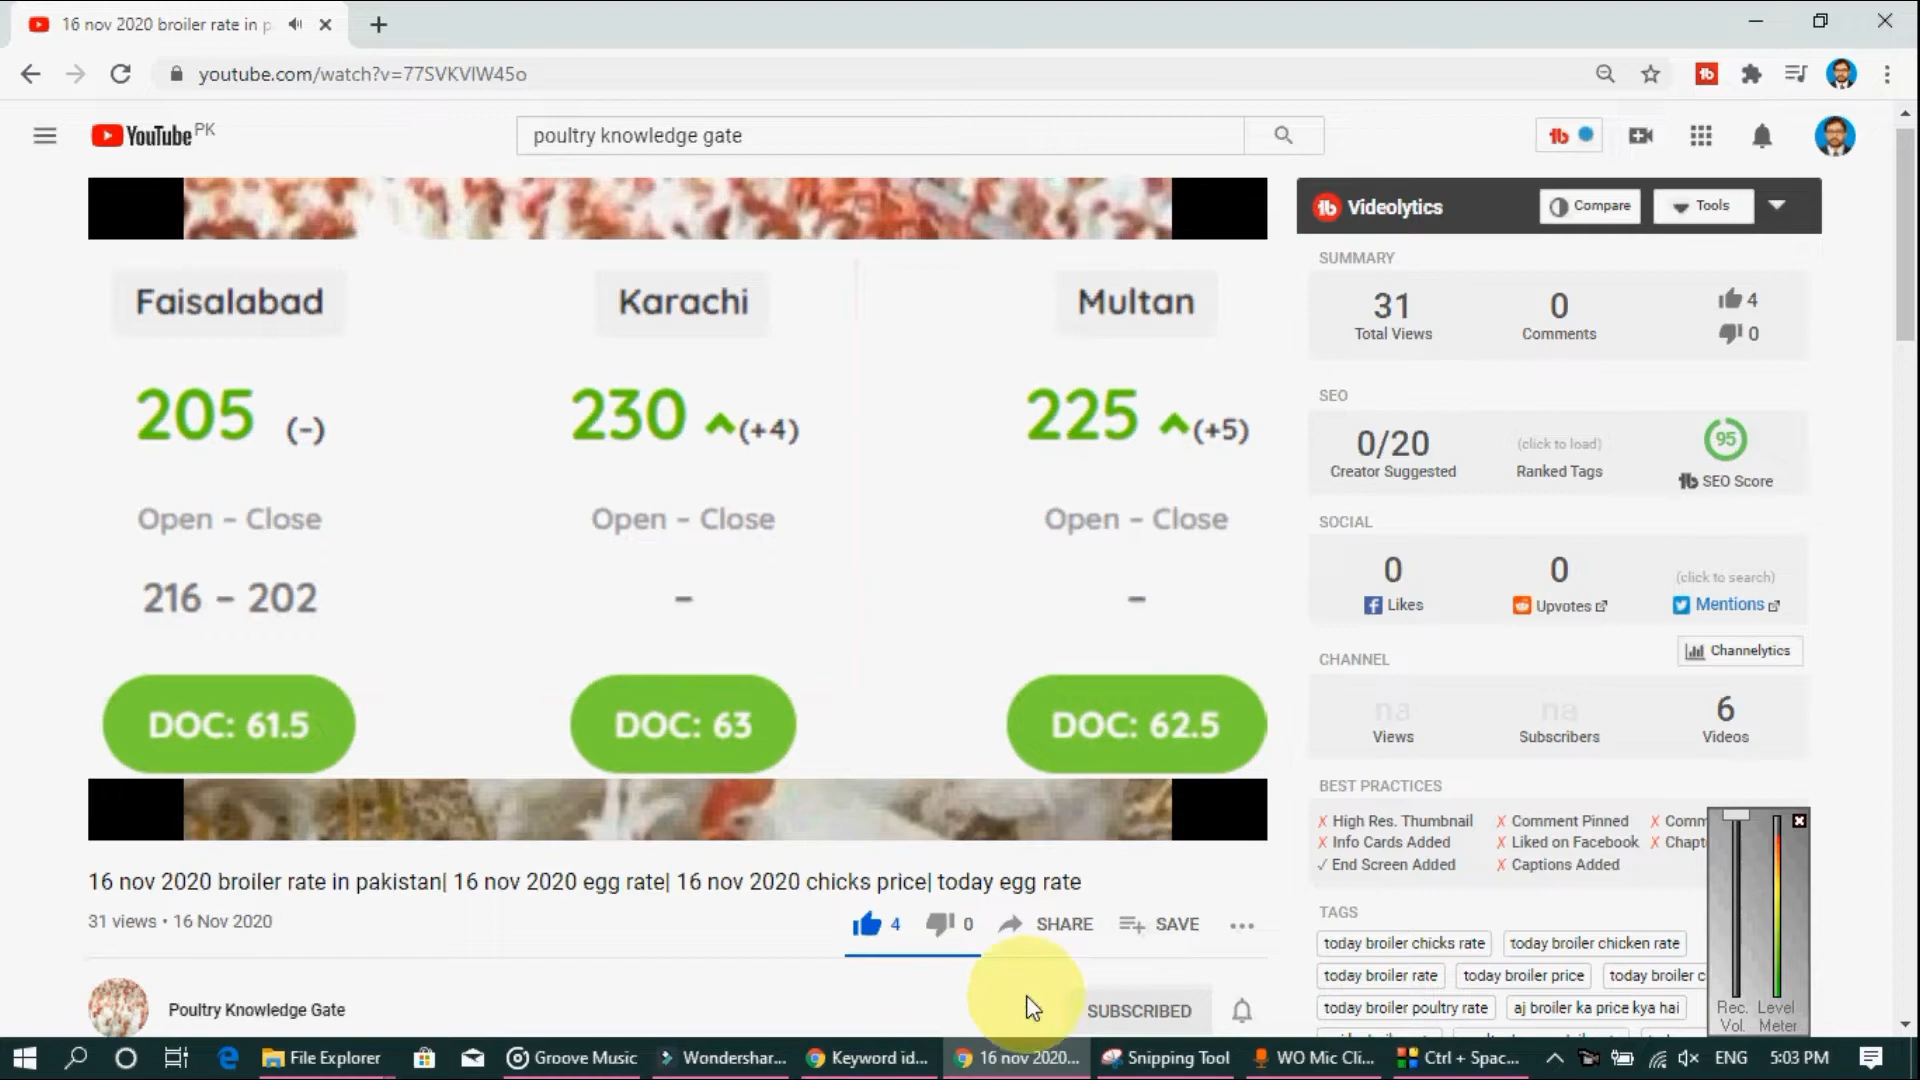 16 nov 2020 broiler rate in p
youtube.com/watch?v=77SVKVlW45o
YouTube PK
poultry knowledge gate
Faisalabad Karachi Multan
205 (-) 230 (+4) 225 (+5)
Open - Close Open - Close Open - Close
216 - 202 - -
DOC: 61.5 DOC: 63 DOC: 62.5
16 nov 2020 broiler rate in pakistan| 16 nov 2020 egg rate| 16 nov 2020 chicks price| today egg rate
31 views • 16 Nov 2020
4 0 SHARE SAVE
Poultry Knowledge Gate
SUBSCRIBED
Videolytics Compare Tools
SUMMARY
31 0 4
Total Views Comments 0
SEO
0/20 (click to load) 95
Creator Suggested Ranked Tags SEO Score
SOCIAL
0 0 (click to search)
Likes Upvotes Mentions
CHANNEL Channelytics
na na 6
Views Subscribers Videos
BEST PRACTICES
X High Res. Thumbnail X Comment Pinned X Comm
X Info Cards Added X Liked on Facebook X Chapt
✓ End Screen Added X Captions Added
TAGS
today broiler chicks rate today broiler chicken rate
today broiler rate today broiler price today broiler c
today broiler poultry rate aj broiler ka price kya hai
Rec. Level
Vol. Meter
File Explorer Groove Music Wondershar... Keyword id... 16 nov 2020... Snipping Tool WO Mic Cli... Ctrl + Spac... ENG 5:03 PM